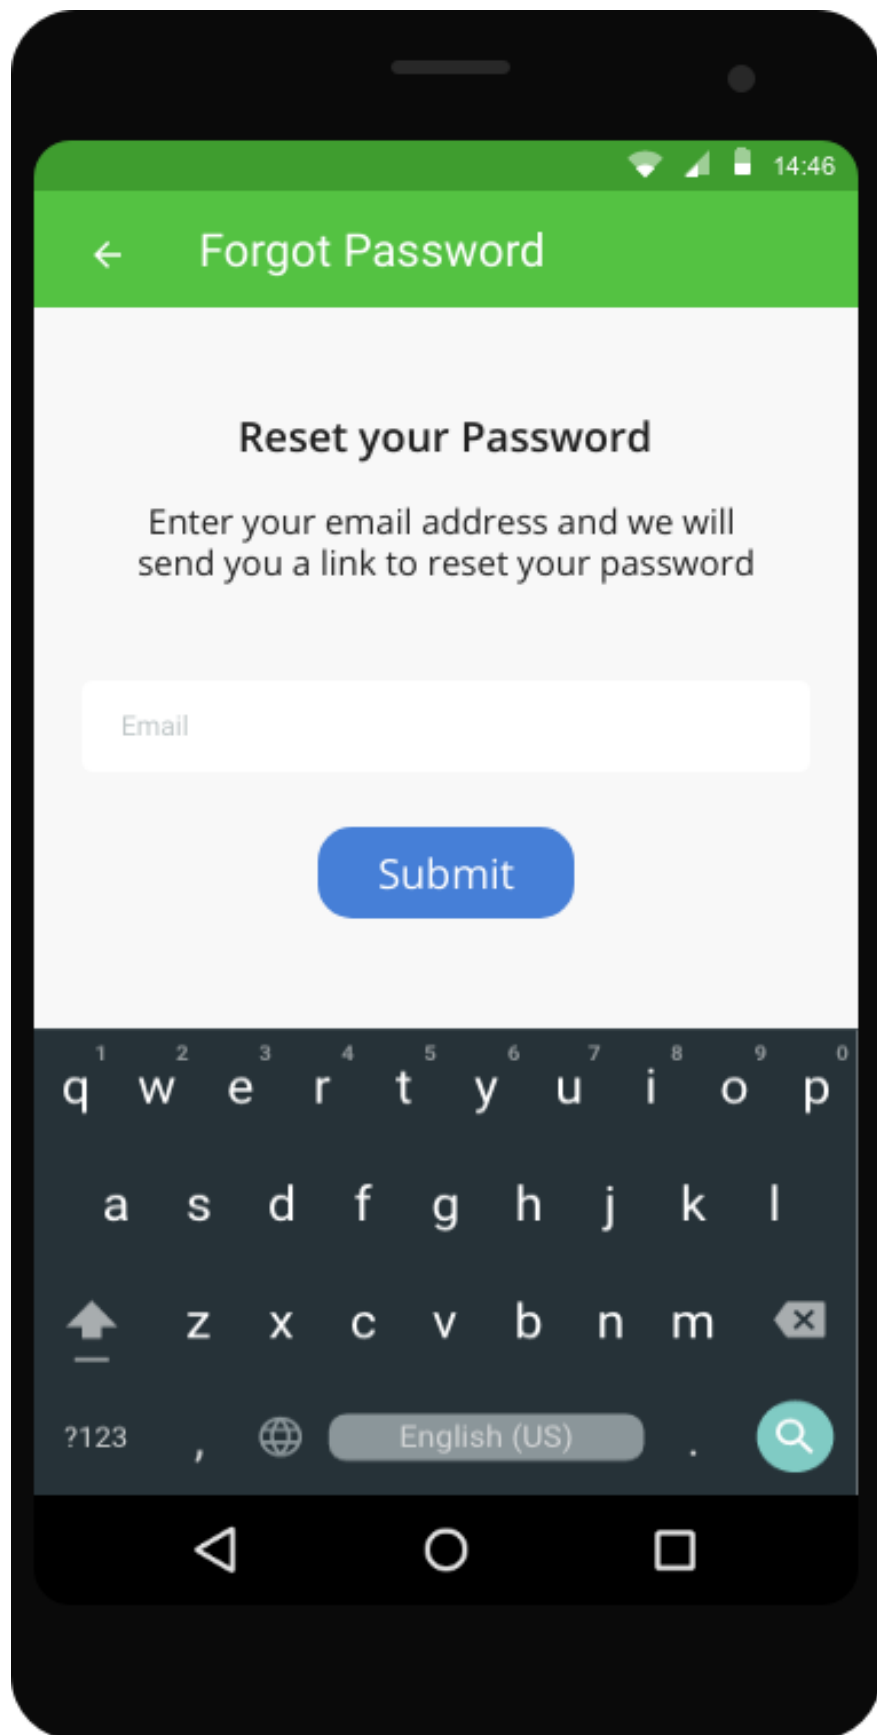 14:46
Forgot Password
Reset your Password
Enter your email address and we will
send you a link to reset your password
Email
Submit
1 2 3 4 5 6 7 8 9 0
q w e r t y u i o p
a s d f g h j k l
z x c v b n m
?123 , English (US) .